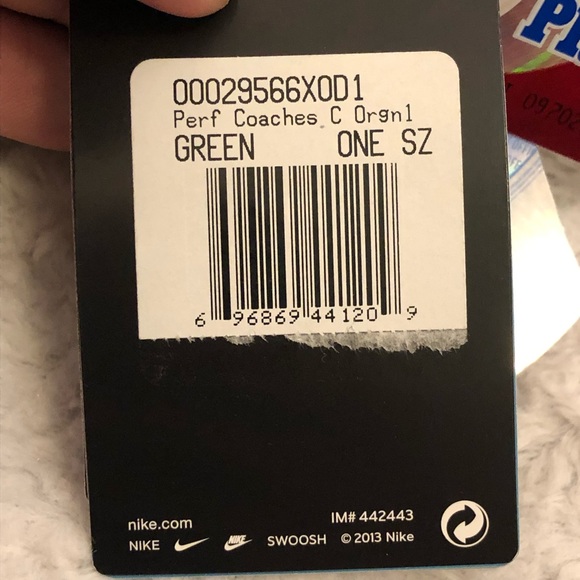 00029566X0D1
Perf Coaches C Orgnl
GREEN ONE SZ
6 96869 44120 9
nike.com
IM# 442443
NIKE SWOOSH © 2013 Nike